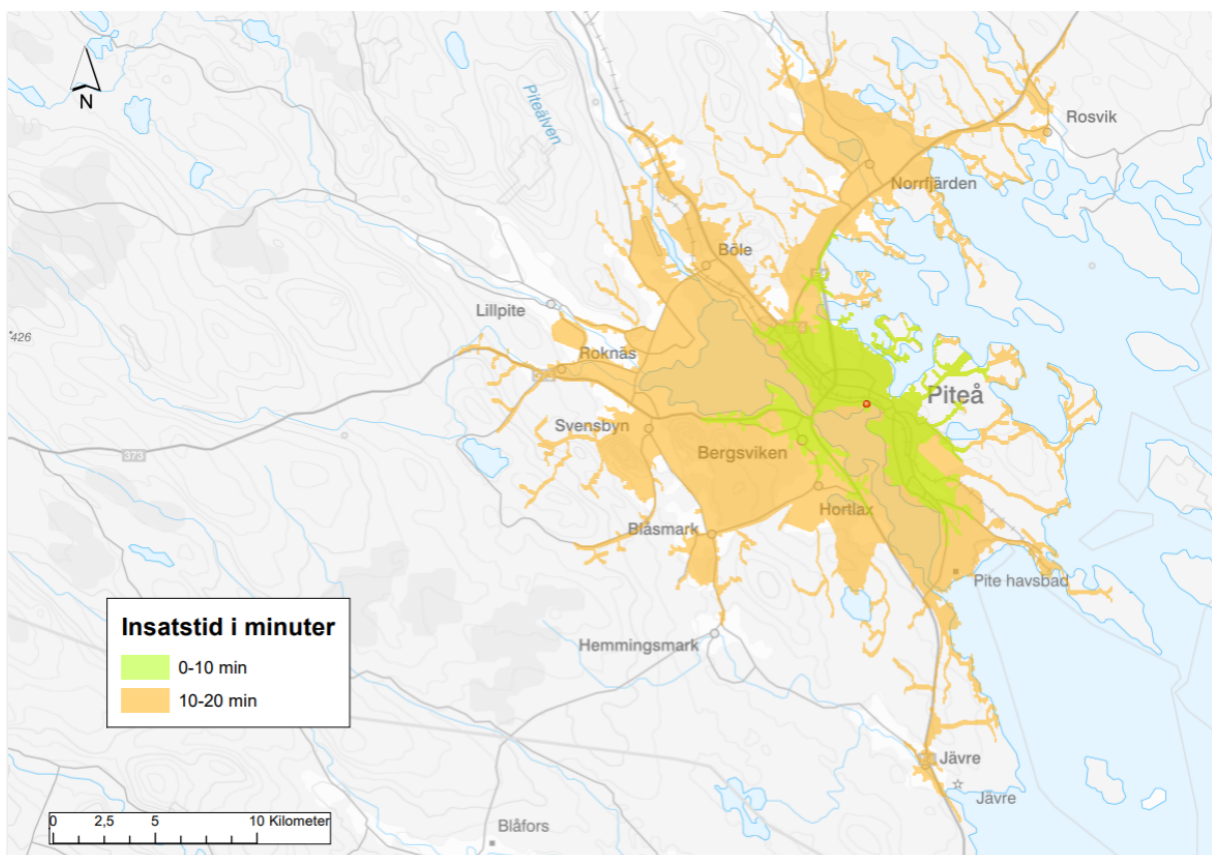 N
Piteälven
Rosvik
Norrfjärden
Böle
Lillpite
426
Roknäs
Piteå
Svensbyn
Bergsviken
373
Hortlax
Blåsmark
Pite havsbad
Insatstid i minuter
0-10 min
10-20 min
Hemmingsmark
Jävre
Jävre
0 2,5 5 10 Kilometer
Blåfors